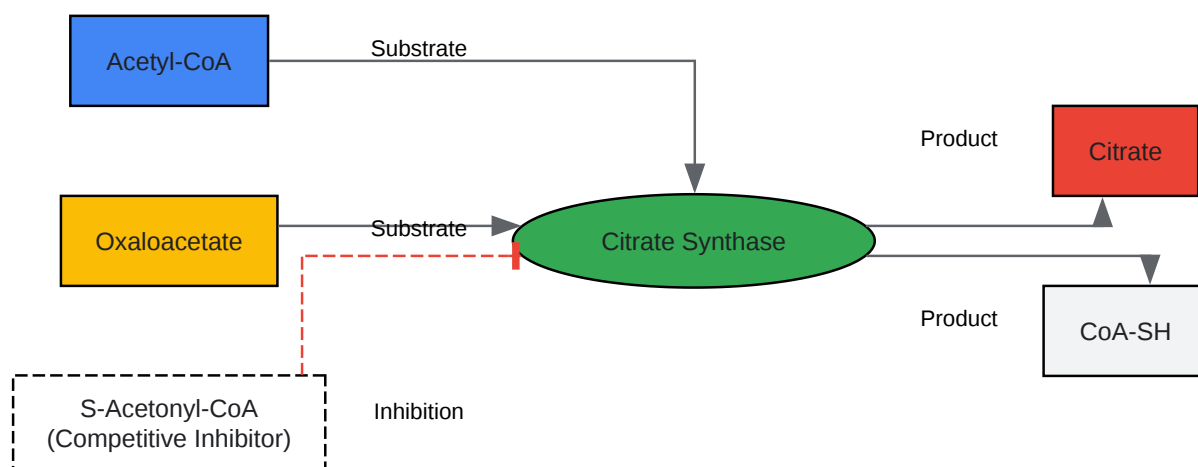 Acetyl-CoA
Substrate
Product
Citrate
Oxaloacetate
Substrate
Citrate Synthase
Product
CoA-SH
S-Acetonyl-CoA
(Competitive Inhibitor)
Inhibition